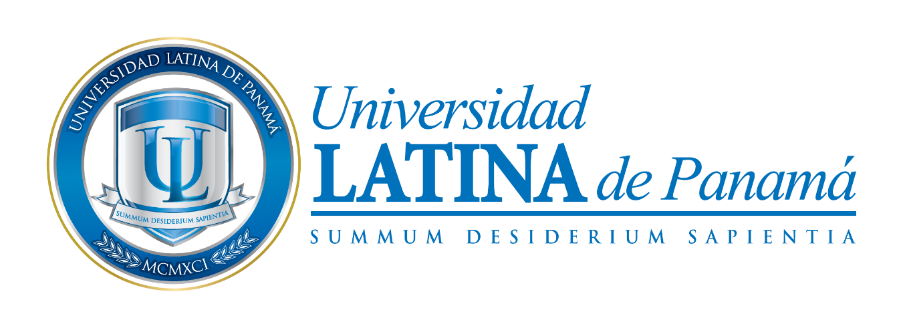 UNIVERSIDAD LATINA DE PANAMÁ
UL
SUMMUM DESIDERIUM SAPIENTIA
MCMXCI
Universidad
LATINA de Panamá
SUMMUM DESIDERIUM SAPIENTIA